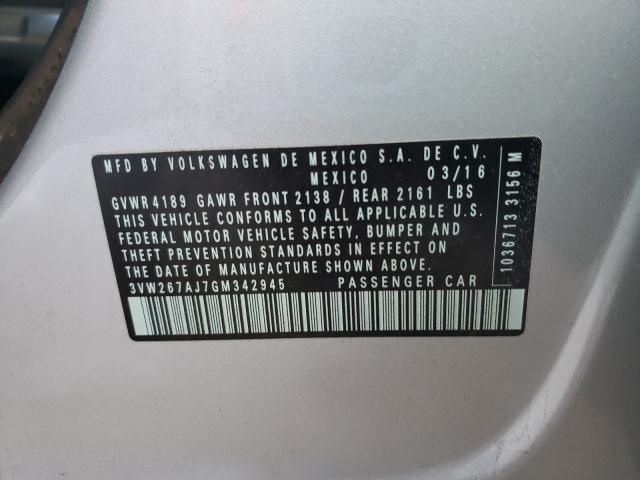 MFD BY VOLKSWAGEN DE MEXICO S.A. DE C.V.
MEXICO 03/16
GVWR 4189 GAWR FRONT 2138 / REAR 2161 LBS
THIS VEHICLE CONFORMS TO ALL APPLICABLE U.S.
FEDERAL MOTOR VEHICLE SAFETY, BUMPER AND
THEFT PREVENTION STANDARDS IN EFFECT ON
THE DATE OF MANUFACTURE SHOWN ABOVE.
3VW267AJ7GM342945 PASSENGER CAR
1036713 3156 M